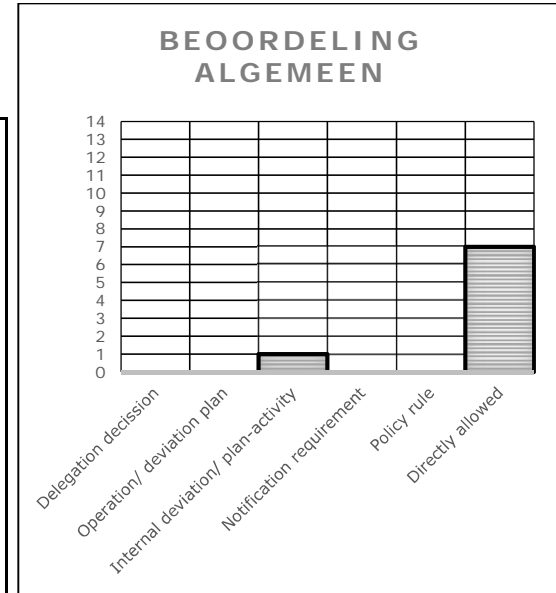 BEOORDELING
ALGEMEEN
14
13
12
11
10
9
8
7
6
5
4
3
2
1
0
Delegation decission
Operation/ deviation plan
Internal deviation/ plan-activity
Notification requirement
Policy rule
Directly allowed